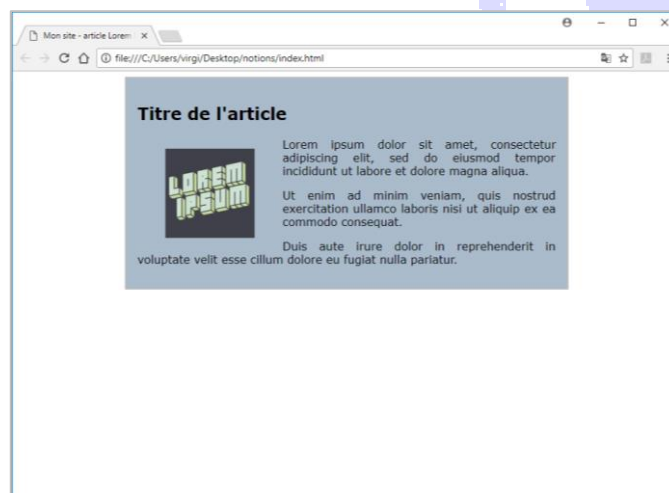 Mon site - article Lorem
file:///C:/Users/virgi/Desktop/notions/index.html
Titre de l'article
LOREM
IPSUM
Lorem ipsum dolor sit amet, consectetur
adipiscing elit, sed do eiusmod tempor
incididunt ut labore et dolore magna aliqua.
Ut enim ad minim veniam, quis nostrud
exercitation ullamco laboris nisi ut aliquip ex ea
commodo consequat.
Duis aute irure dolor in reprehenderit in
voluptate velit esse cillum dolore eu fugiat nulla pariatur.